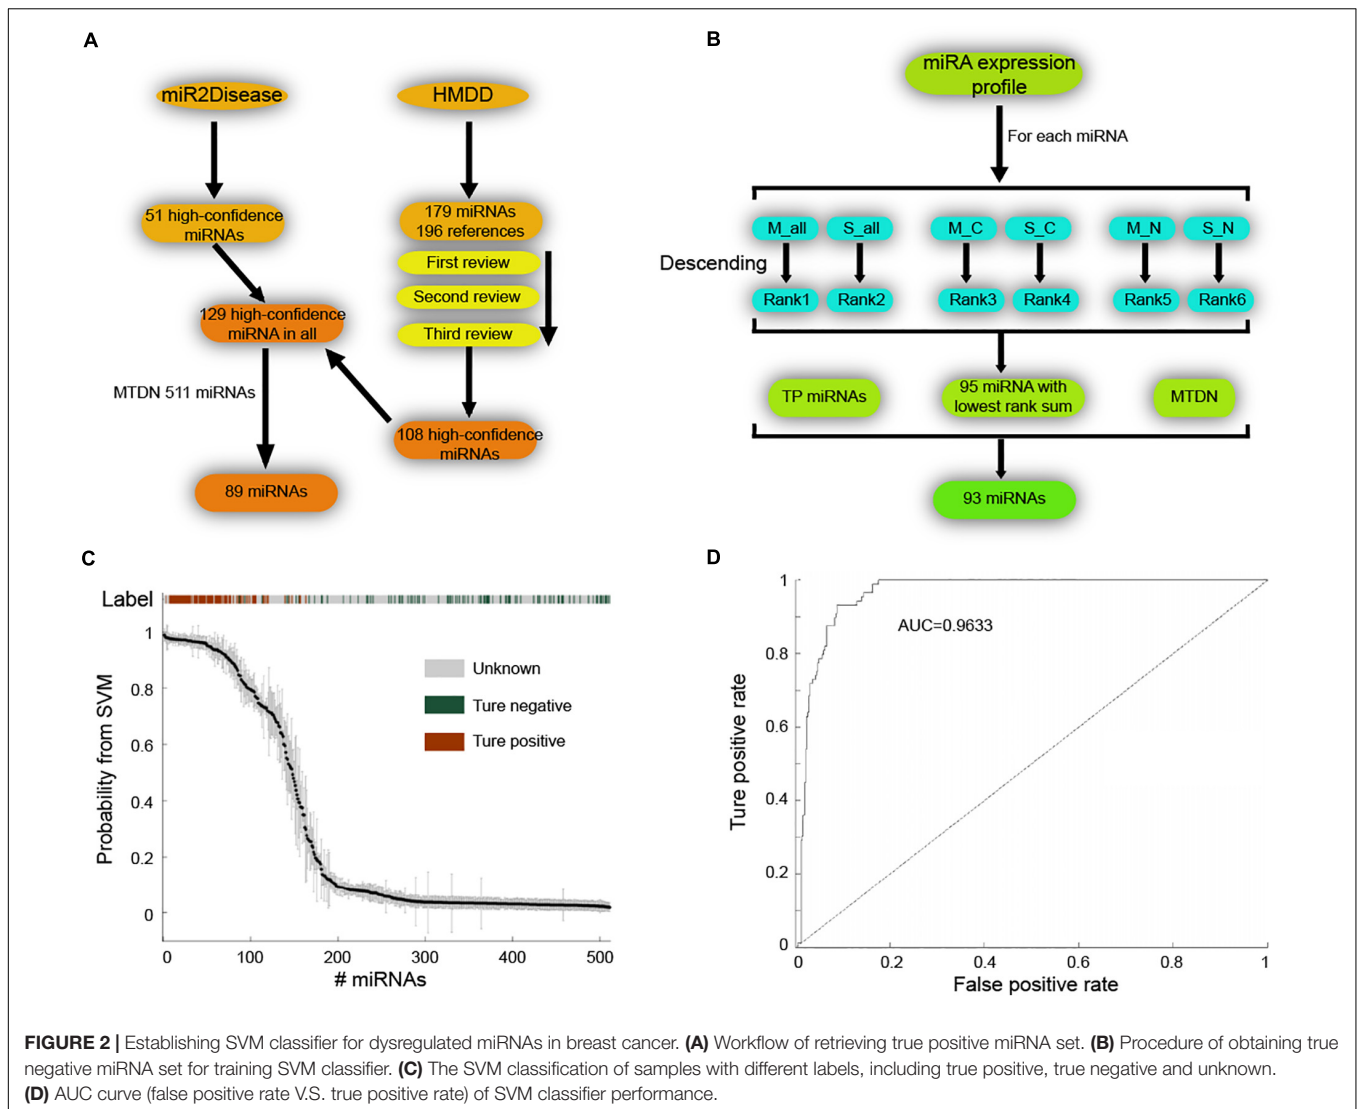 A
miR2Disease
HMDD
51 high-confidence
miRNAs
179 miRNAs
196 references
First review
Second review
Third review
129 high-confidence
miRNA in all
MTDN 511 miRNAs
108 high-confidence
miRNAs
89 miRNAs
B
miRA expression
profile
For each miRNA
M_all
S_all
M_C
S_C
M_N
S_N
Descending
Rank1
Rank2
Rank3
Rank4
Rank5
Rank6
TP miRNAs
95 miRNA with
lowest rank sum
MTDN
93 miRNAs
C
Label
1
0.8
0.6
0.4
0.2
0
Probability from SVM
Unknown
Ture negative
Ture positive
0
100
200
300
400
500
# miRNAs
D
1
0.8
0.6
0.4
0.2
0
Ture positive rate
AUC=0.9633
0
0.2
0.4
0.6
0.8
1
False positive rate
FIGURE 2 | Establishing SVM classifier for dysregulated miRNAs in breast cancer. (A) Workflow of retrieving true positive miRNA set. (B) Procedure of obtaining true
negative miRNA set for training SVM classifier. (C) The SVM classification of samples with different labels, including true positive, true negative and unknown.
(D) AUC curve (false positive rate V.S. true positive rate) of SVM classifier performance.